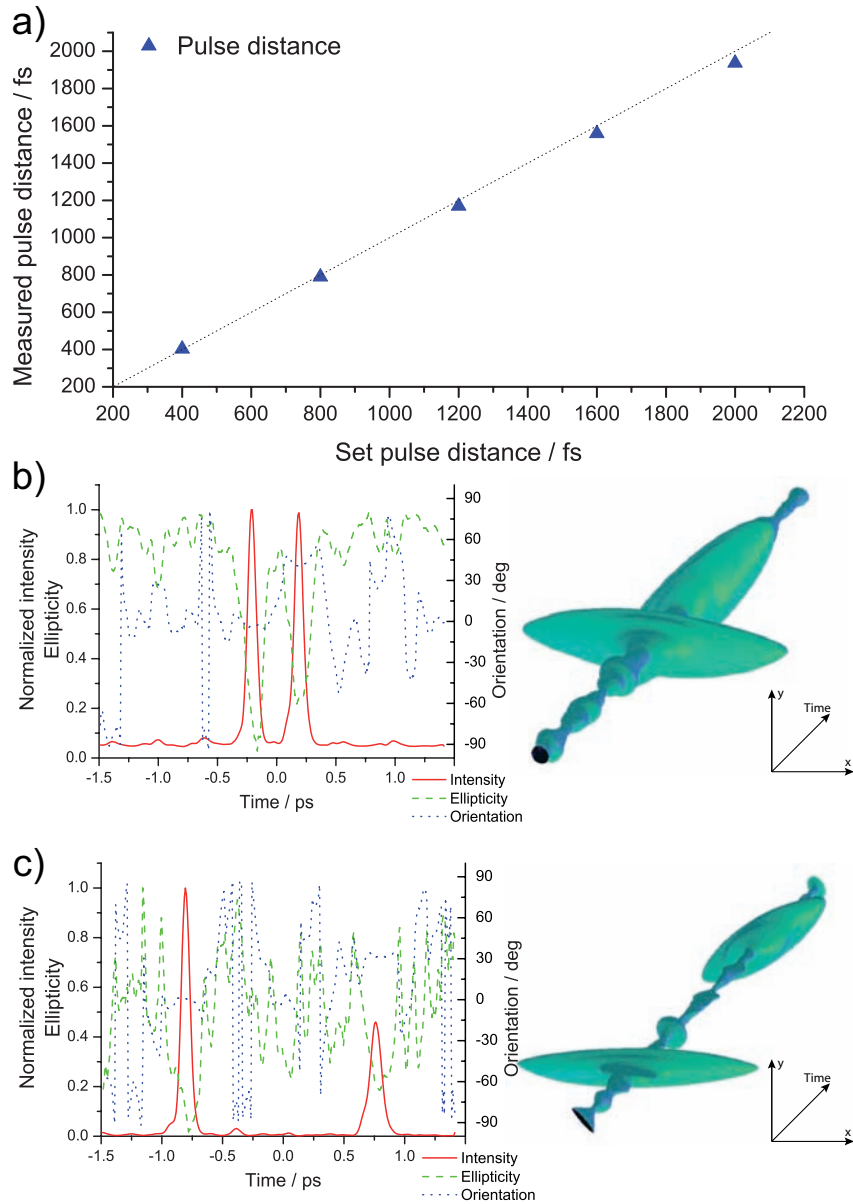 a)
Pulse distance
2000
1800
1600
1400
1200
1000
800
600
400
200
Measured pulse distance / fs
200 400 600 800 1000 1200 1400 1600 1800 2000 2200
Set pulse distance / fs
b)
1.0
0.8
0.6
0.4
0.2
0.0
Normalized intensity
Ellipticity
90
60
30
0
-30
-60
-90
Orientation / deg
-1.5 -1.0 -0.5 0.0 0.5 1.0
Time / ps
Intensity
Ellipticity
Orientation
y
Time
x
c)
1.0
0.8
0.6
0.4
0.2
0.0
Normalized intensity
Ellipticity
90
60
30
0
-30
-60
-90
Orientation / deg
-1.5 -1.0 -0.5 0.0 0.5 1.0
Time / ps
Intensity
Ellipticity
Orientation
y
Time
x